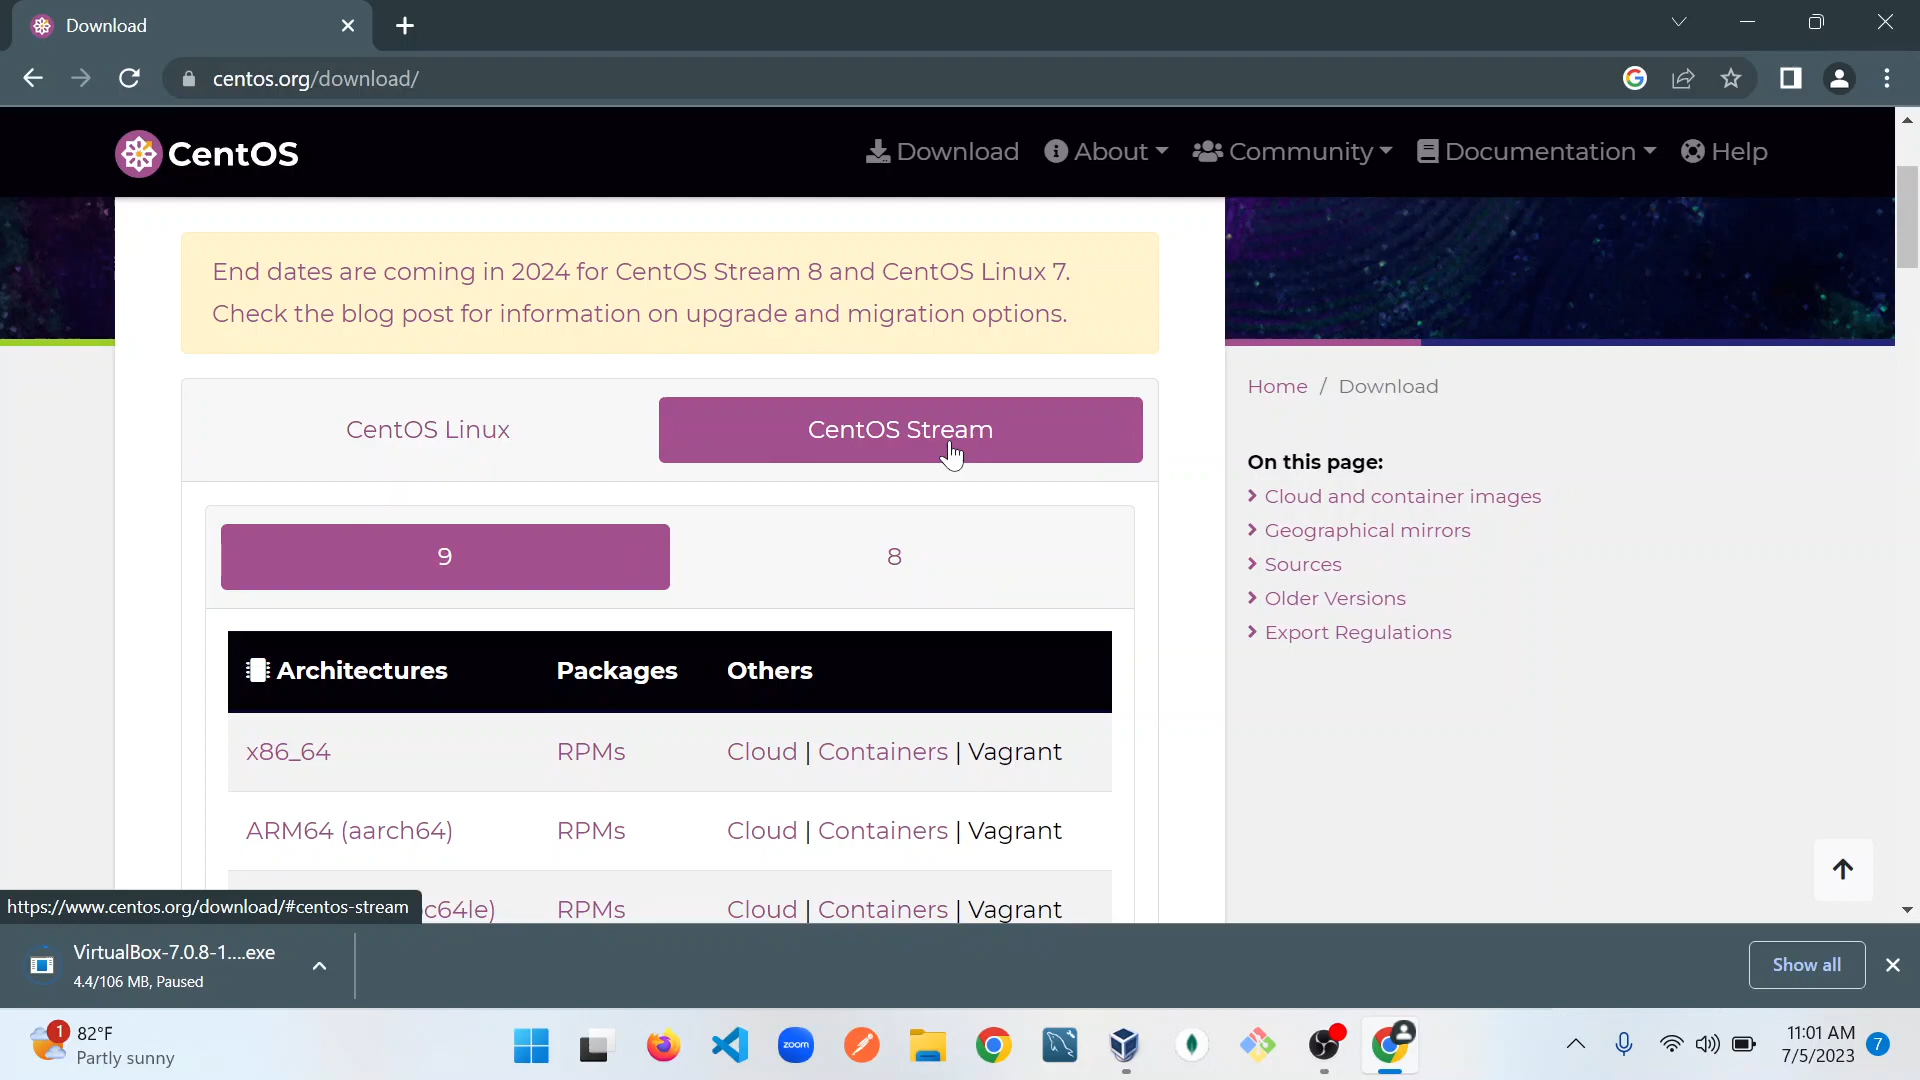 Download
centos.org/download/
CentOS
Download
About
Community
Documentation
Help
End dates are coming in 2024 for CentOS Stream 8 and CentOS Linux 7.
Check the blog post for information on upgrade and migration options.
CentOS Linux
CentOS Stream
9
8
Architectures Packages Others
x86_64 RPMs Cloud | Containers | Vagrant
ARM64 (aarch64) RPMs Cloud | Containers | Vagrant
c64le) RPMs Cloud | Containers | Vagrant
Home / Download
On this page:
Cloud and container images
Geographical mirrors
Sources
Older Versions
Export Regulations
https://www.centos.org/download/#centos-stream
VirtualBox-7.0.8-1....exe
4.4/106 MB, Paused
Show all
1
82°F
Partly sunny
zoom
11:01 AM
7/5/2023
7